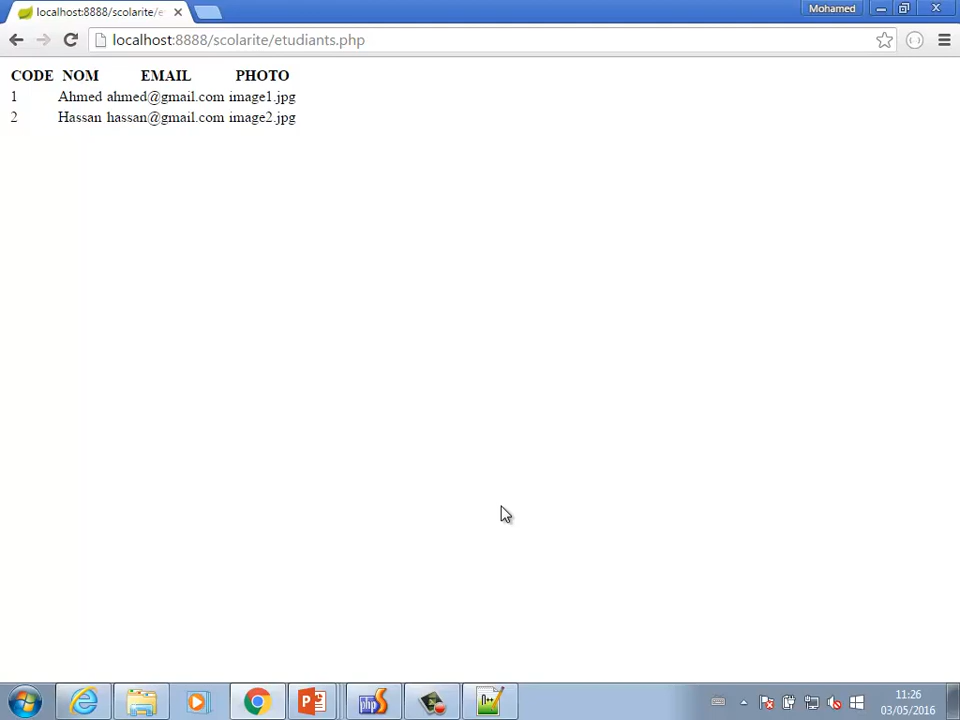 localhost:8888/scolarite/e
Mohamed
localhost:8888/scolarite/etudiants.php
CODE NOM EMAIL PHOTO
1 Ahmed ahmed@gmail.com image1.jpg
2 Hassan hassan@gmail.com image2.jpg
11:26
03/05/2016